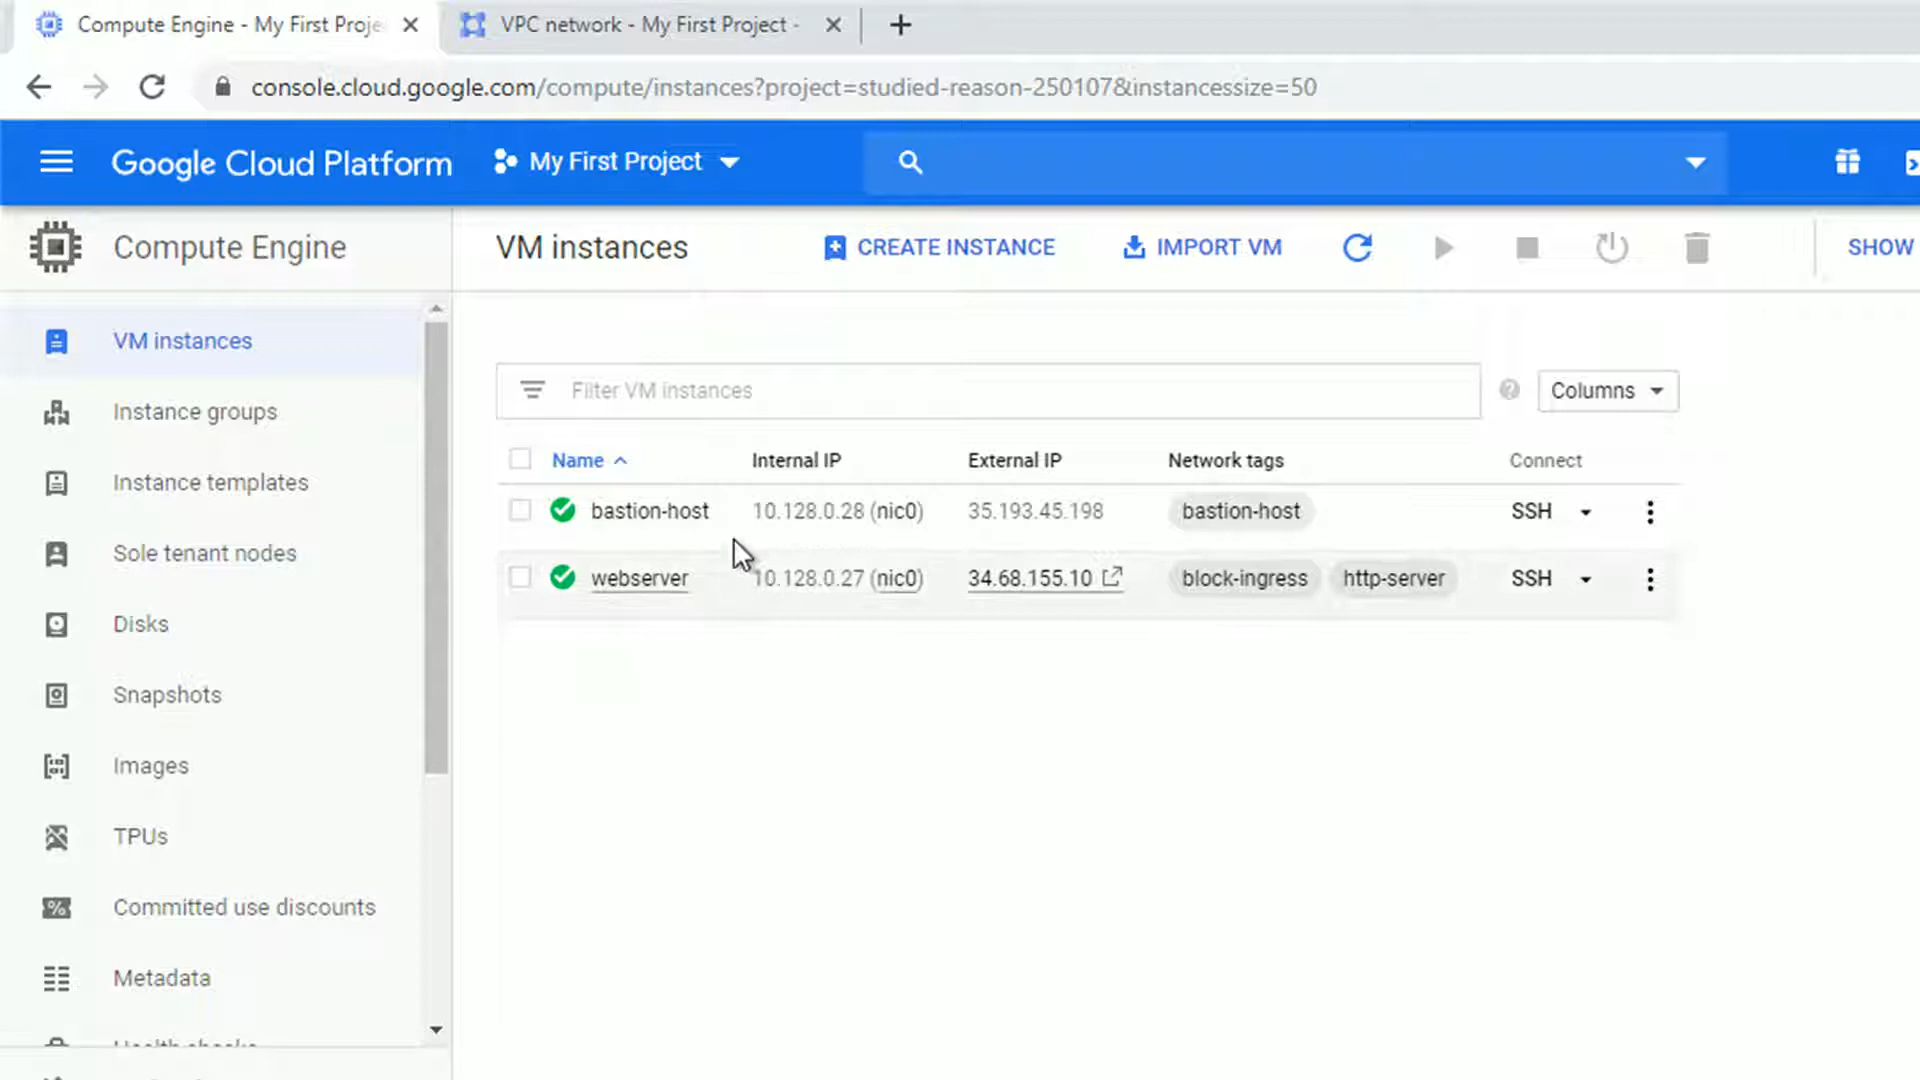 Compute Engine - My First Proje
VPC network - My First Project -
console.cloud.google.com/compute/instances?project=studied-reason-250107&instancessize=50
Google Cloud Platform
My First Project
Compute Engine
VM instances
CREATE INSTANCE
IMPORT VM
SHOW
VM instances
Instance groups
Instance templates
Sole tenant nodes
Disks
Snapshots
Images
TPUs
Committed use discounts
Metadata
Health checks
Filter VM instances
Columns
Name Internal IP External IP Network tags Connect
bastion-host 10.128.0.28 (nic0) 35.193.45.198 bastion-host SSH
webserver 10.128.0.27 (nic0) 34.68.155.10 block-ingress http-server SSH